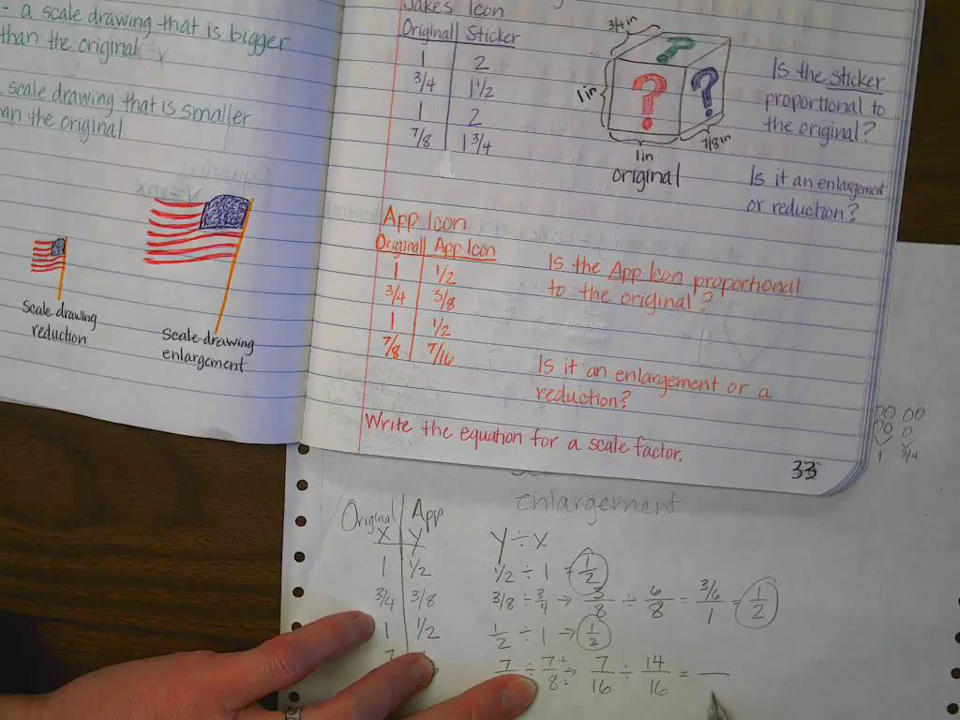 - a scale drawing that is bigger
than the original
scale drawing that is smaller
an the original
scale drawing
reduction
scale drawing
enlargement
Jakes Icon
Original Sticker
1 2
3/4 1 1/2
1 2
7/8 1 3/4
3/4 in
1in
1in
7/8 in
original
Is the sticker
proportional to
the original?
Is it an enlargement
or reduction?
App Icon
Original App Icon
1 1/2
3/4 3/8
1 1/2
7/8 7/16
Is the App Icon proportional
to the original?
Is it an enlargement or a
reduction?
Write the equation for a scale factor.
33
enlargement
Original App
X Y
1 1/2
3/4 3/8
1 1/2
7
Y ÷ X
1/2 ÷ 1 = 1/2
3/8 ÷ 3/4 → 3/8 ÷ 6/8 = 3/6/1 = 1/2
1/2 ÷ 1 → 1/2
7 ÷ 7/8 → 7/16 ÷ 14/16 =
1 3/4